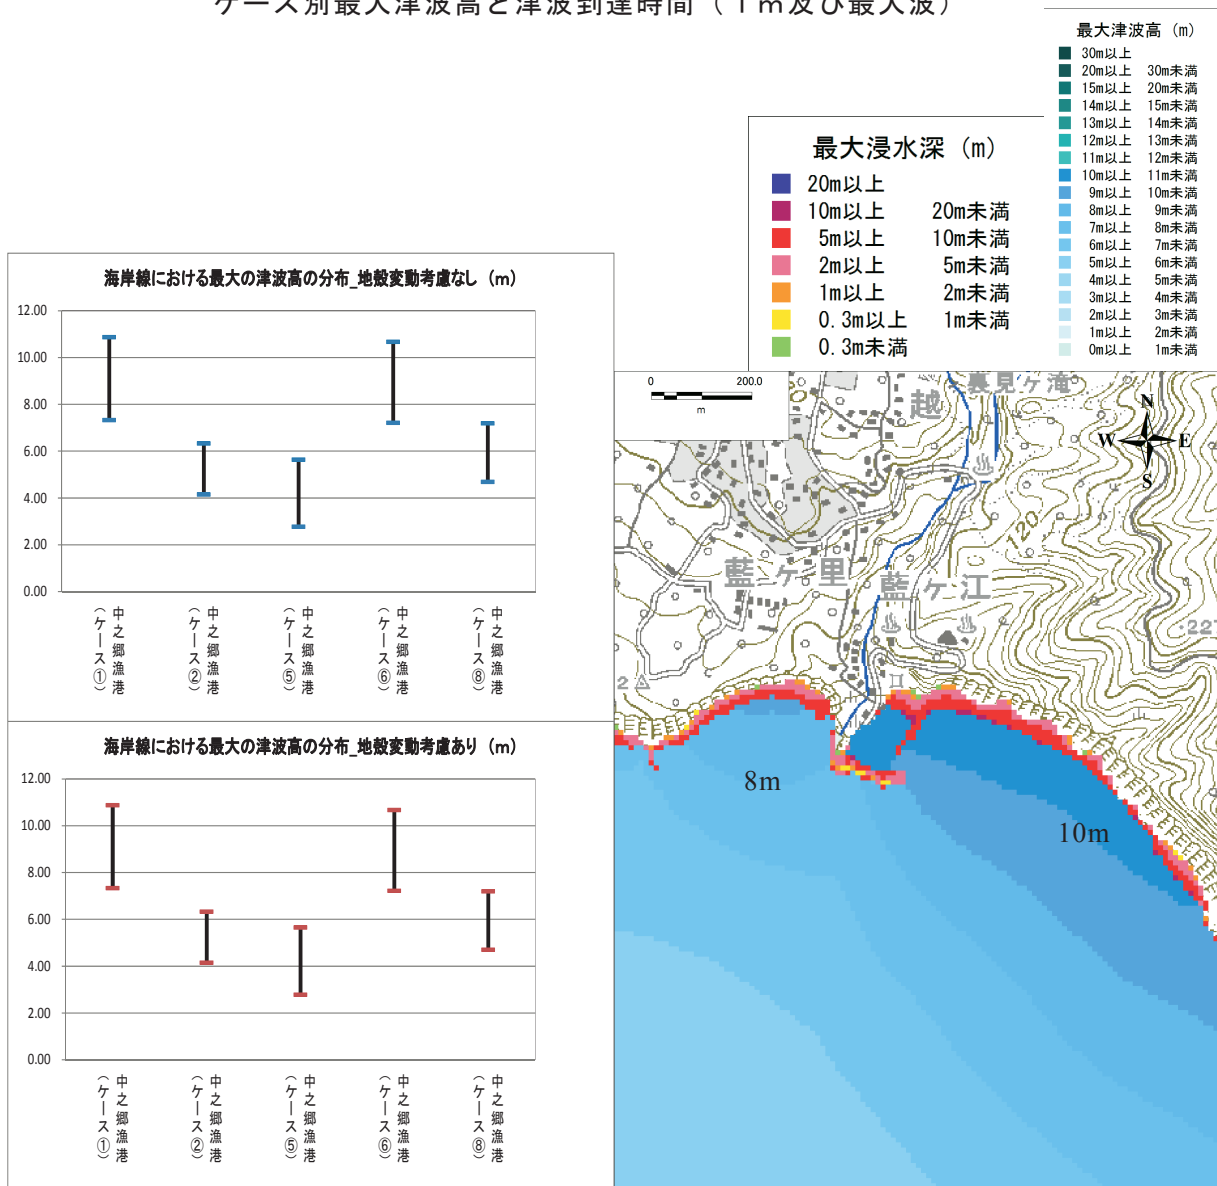 ケース別最大津波高と津波到達時間（１ｍ及び最大波）
最大津波高 (m)
30m以上
20m以上 30m未満
15m以上 20m未満
14m以上 15m未満
13m以上 14m未満
12m以上 13m未満
11m以上 12m未満
10m以上 11m未満
9m以上 10m未満
8m以上 9m未満
7m以上 8m未満
6m以上 7m未満
5m以上 6m未満
4m以上 5m未満
3m以上 4m未満
2m以上 3m未満
1m以上 2m未満
0m以上 1m未満
最大浸水深 (m)
20m以上
10m以上 20m未満
5m以上 10m未満
2m以上 5m未満
1m以上 2m未満
0.3m以上 1m未満
0.3m未満
海岸線における最大の津波高の分布_地殻変動考慮なし（ｍ）
12.00
10.00
8.00
6.00
4.00
2.00
0.00
中之郷漁港（ケース①）
中之郷漁港（ケース②）
中之郷漁港（ケース⑤）
中之郷漁港（ケース⑥）
中之郷漁港（ケース⑧）
海岸線における最大の津波高の分布_地殻変動考慮あり（ｍ）
12.00
10.00
8.00
6.00
4.00
2.00
0.00
中之郷漁港（ケース①）
中之郷漁港（ケース②）
中之郷漁港（ケース⑤）
中之郷漁港（ケース⑥）
中之郷漁港（ケース⑧）
0 200.0
m
越
裏見ヶ滝
N
W E
S
120
藍ヶ里
藍ヶ江
227
2
8m
10m